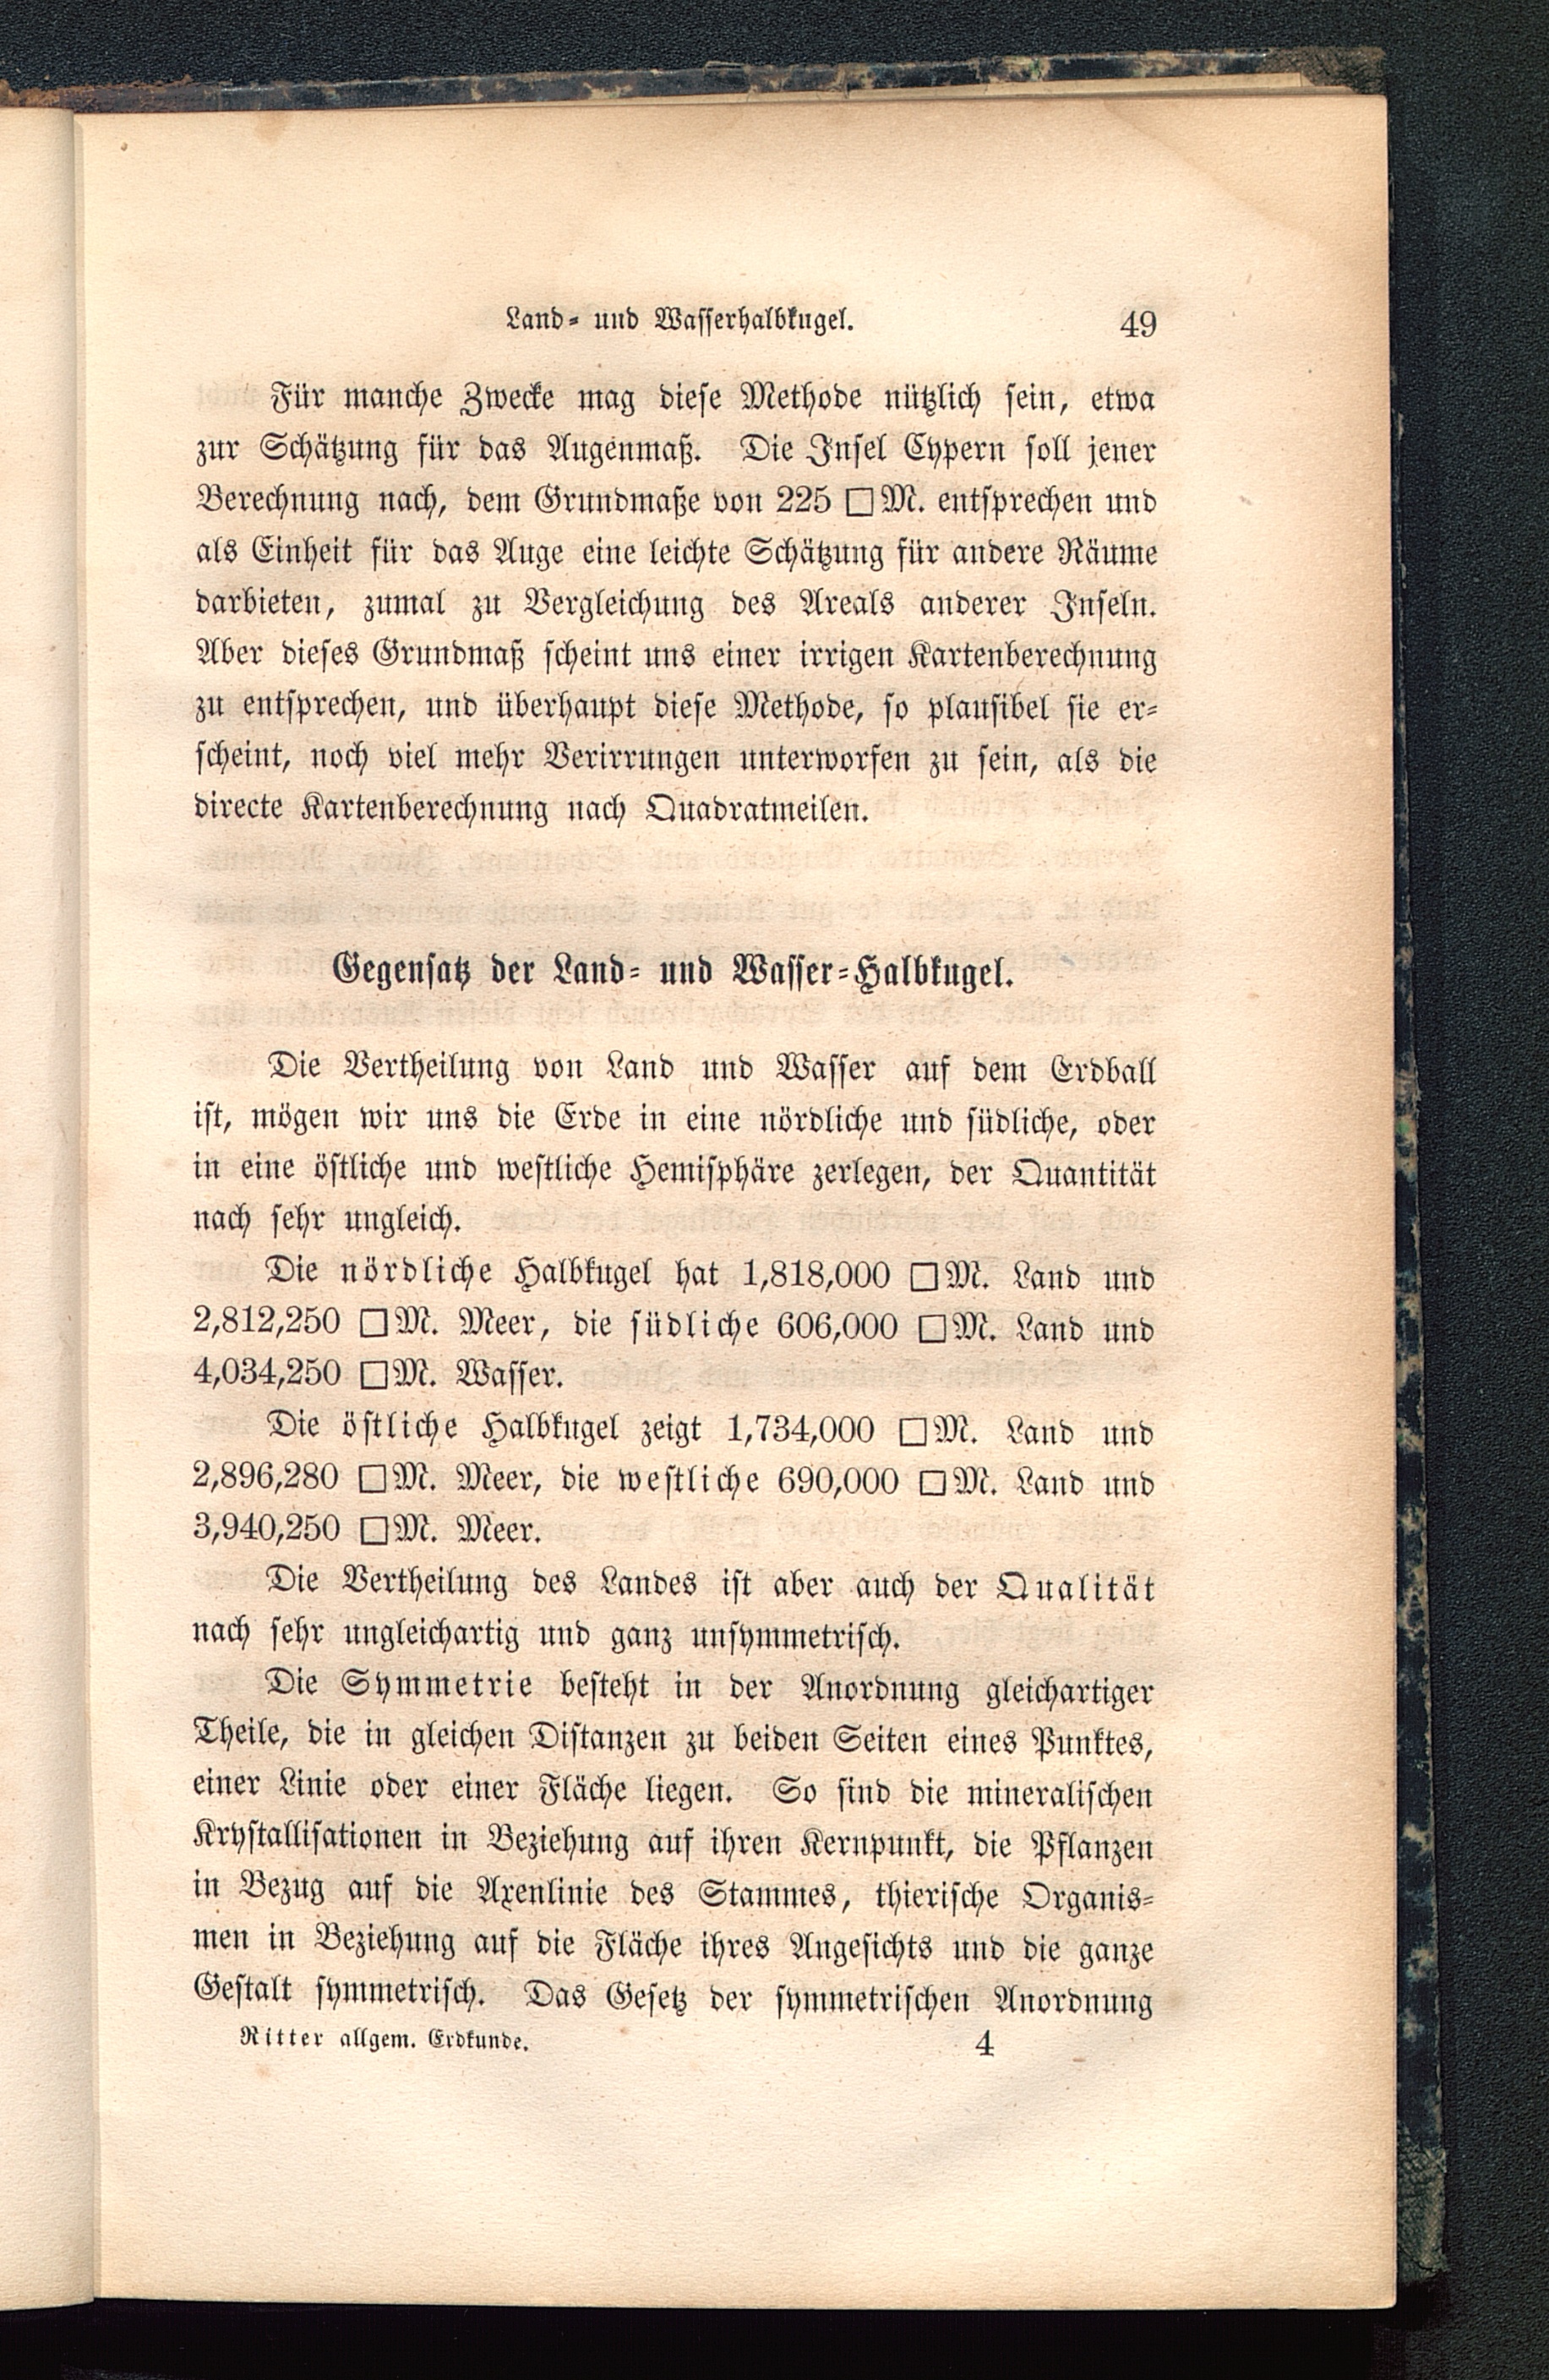 Land- und Wasserhalbkugel. 49
Für manche Zwecke mag diese Methode nützlich sein, etwa
zur Schätzung für das Augenmaß. Die Insel Cypern soll jener
Berechnung nach, dem Grundmaße von 225 □M. entsprechen und
als Einheit für das Auge eine leichte Schätzung für andere Räume
darbieten, zumal zu Vergleichung des Areals anderer Inseln.
Aber dieses Grundmaß scheint uns einer irrigen Kartenberechnung
zu entsprechen, und überhaupt diese Methode, so plausibel sie er-
scheint, noch viel mehr Verirrungen unterworfen zu sein, als die
directe Kartenberechnung nach Quadratmeilen.
Gegensatz der Land- und Wasser-Halbkugel.
Die Vertheilung von Land und Wasser auf dem Erdball
ist, mögen wir uns die Erde in eine nördliche und südliche, oder
in eine östliche und westliche Hemisphäre zerlegen, der Quantität
nach sehr ungleich.
Die nördliche Halbkugel hat 1,818,000 □M. Land und
2,812,250 □M. Meer, die südliche 606,000 □M. Land und
4,034,250 □M. Wasser.
Die östliche Halbkugel zeigt 1,734,000 □M. Land und
2,896,280 □M. Meer, die westliche 690,000 □M. Land und
3,940,250 □M. Meer.
Die Vertheilung des Landes ist aber auch der Qualität
nach sehr ungleichartig und ganz unsymmetrisch.
Die Symmetrie besteht in der Anordnung gleichartiger
Theile, die in gleichen Distanzen zu beiden Seiten eines Punktes,
einer Linie oder einer Fläche liegen. So sind die mineralischen
Krystallisationen in Beziehung auf ihren Kernpunkt, die Pflanzen
in Bezug auf die Axenlinie des Stammes, thierische Organis-
men in Beziehung auf die Fläche ihres Angesichts und die ganze
Gestalt symmetrisch. Das Gesetz der symmetrischen Anordnung
Ritter allgem. Erdkunde. 4